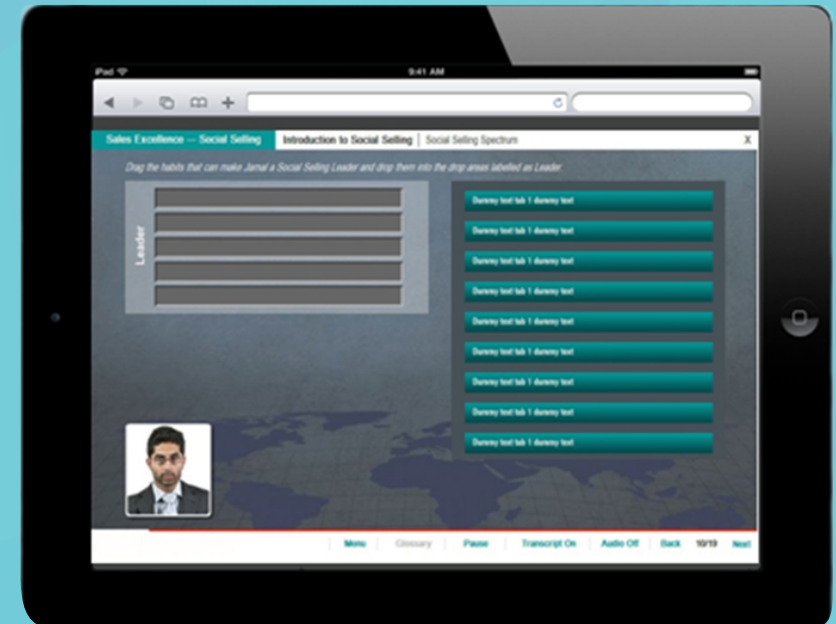 iPad 9:41 AM
Sales Excellence — Social Selling Introduction to Social Selling | Social Selling Spectrum X
Drag the habits that can make Jamal a Social Selling Leader and drop them into the drop areas labelled as Leader.
Leader
Dummy text tab 1 dummy text
Dummy text tab 1 dummy text
Dummy text tab 1 dummy text
Dummy text tab 1 dummy text
Dummy text tab 1 dummy text
Dummy text tab 1 dummy text
Dummy text tab 1 dummy text
Dummy text tab 1 dummy text
Dummy text tab 1 dummy text
Menu Glossary Pause Transcript On Audio Off Back 10/19 Next